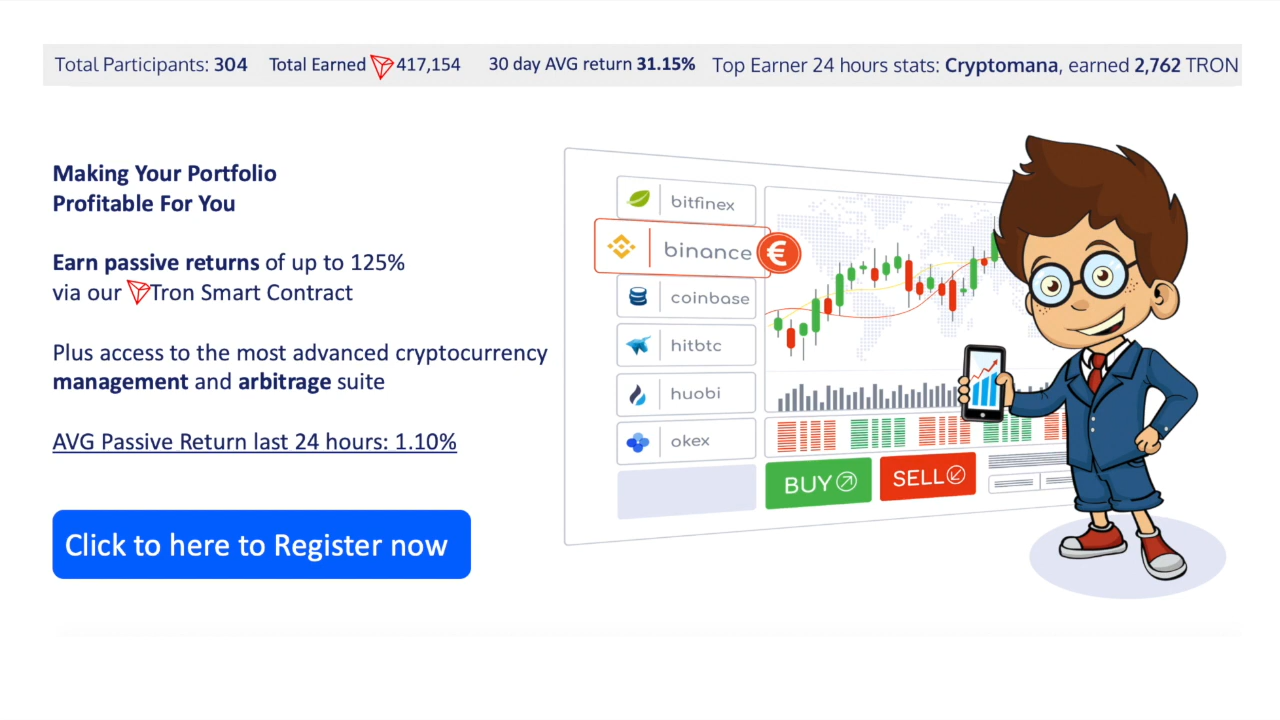 Total Participants: 304 Total Earned 417,154 30 day AVG return 31.15% Top Earner 24 hours stats: Cryptomana, earned 2,762 TRON
Making Your Portfolio
Profitable For You
Earn passive returns of up to 125%
via our Tron Smart Contract
Plus access to the most advanced cryptocurrency
management and arbitrage suite
AVG Passive Return last 24 hours: 1.10%
Click to here to Register now
bitfinex
binance €
coinbase
hitbtc
huobi
okex
BUY SELL